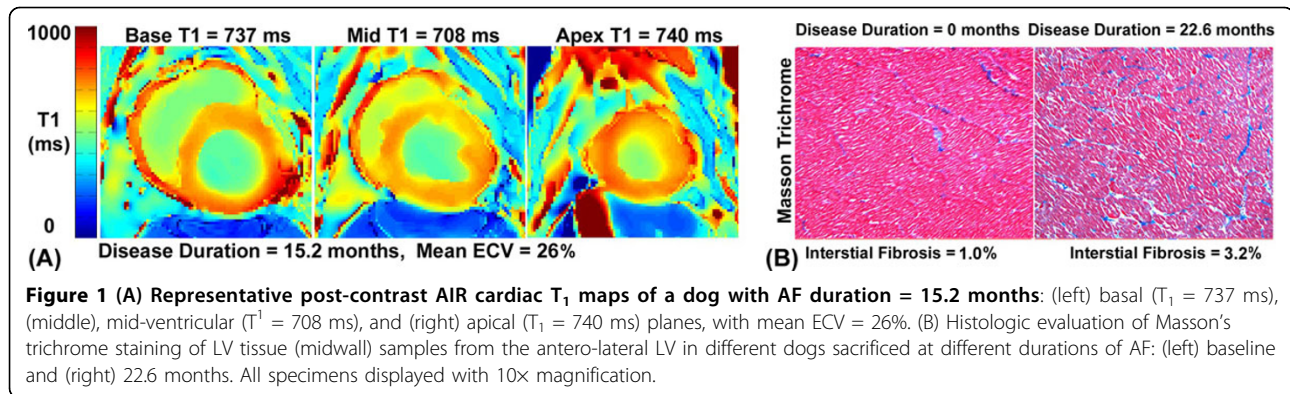 1000
T1
(ms)
0
Base T1 = 737 ms
Mid T1 = 708 ms
Apex T1 = 740 ms
(A)
Disease Duration = 15.2 months, Mean ECV = 26%
Disease Duration = 0 months
Disease Duration = 22.6 months
Masson Trichrome
(B)
Interstial Fibrosis = 1.0%
Interstial Fibrosis = 3.2%
Figure 1 (A) Representative post-contrast AIR cardiac T₁ maps of a dog with AF duration = 15.2 months: (left) basal (T₁ = 737 ms),
(middle), mid-ventricular (T¹ = 708 ms), and (right) apical (T₁ = 740 ms) planes, with mean ECV = 26%. (B) Histologic evaluation of Masson's
trichrome staining of LV tissue (midwall) samples from the antero-lateral LV in different dogs sacrificed at different durations of AF: (left) baseline
and (right) 22.6 months. All specimens displayed with 10× magnification.